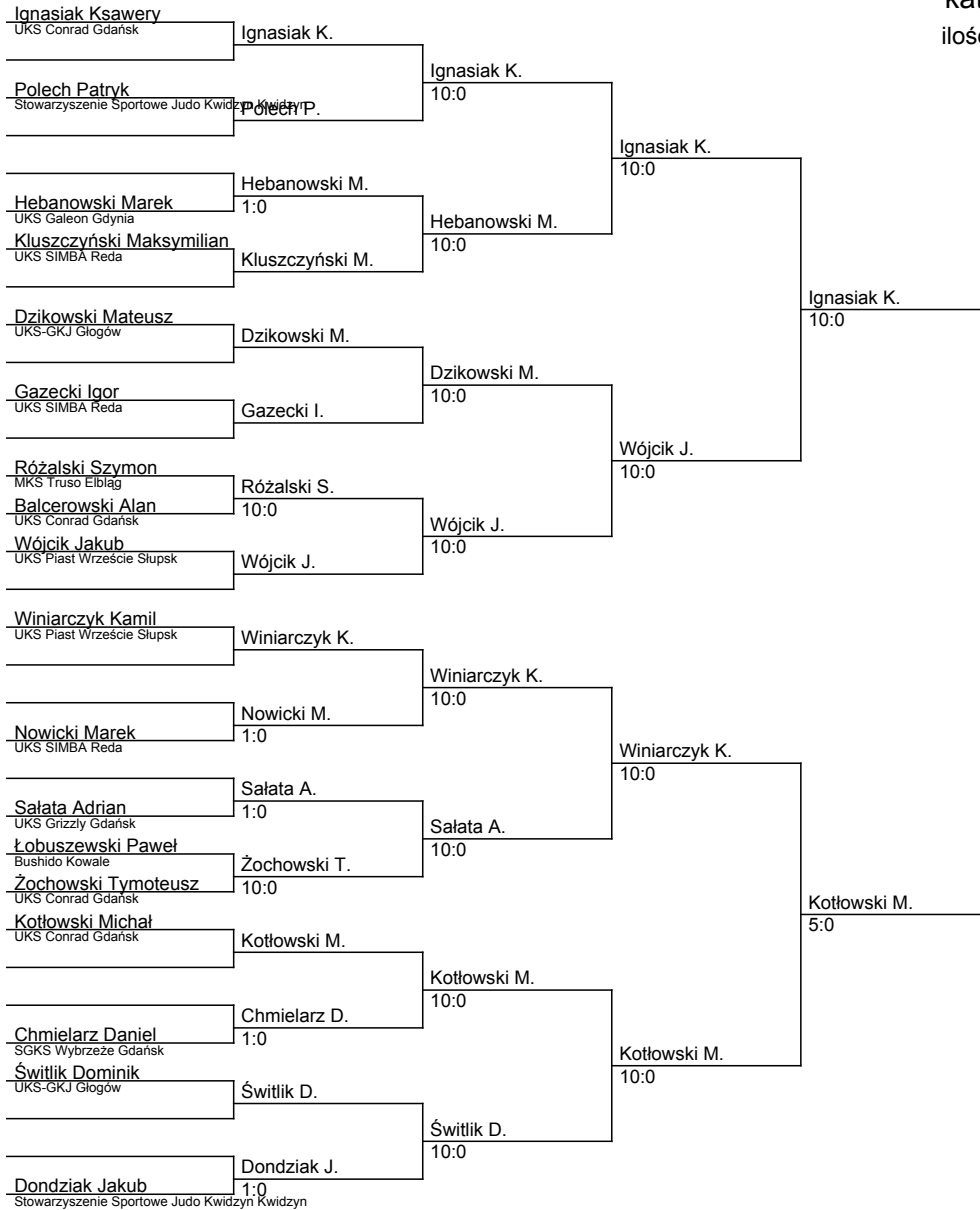 Ignasiak Ksawery
UKS Conrad Gdańsk
Polech Patryk
Stowarzyszenie Sportowe Judo Kwidzyn Kwidzyn
Hebanowski Marek
UKS Galeon Gdynia
Kluszczyński Maksymilian
UKS SIMBA Reda
Dzikowski Mateusz
UKS-GKJ Głogów
Gazecki Igor
UKS SIMBA Reda
Różalski Szymon
MKS Truso Elbląg
Balcerowski Alan
UKS Conrad Gdańsk
Wójcik Jakub
UKS Piast Wrzeście Słupsk
Winiarczyk Kamil
UKS Piast Wrzeście Słupsk
Nowicki Marek
UKS SIMBA Reda
Sałata Adrian
UKS Grizzly Gdańsk
Łobuszewski Paweł
Bushido Kowale
Żochowski Tymoteusz
UKS Conrad Gdańsk
Kotłowski Michał
UKS Conrad Gdańsk
Chmielarz Daniel
SGKS Wybrzeże Gdańsk
Świtlik Dominik
UKS-GKJ Głogów
Dondziak Jakub
Stowarzyszenie Sportowe Judo Kwidzyn Kwidzyn
Ignasiak K.
Polech P.
Hebanowski M.
1:0
Kluszczyński M.
Dzikowski M.
Gazecki I.
Różalski S.
10:0
Wójcik J.
Winiarczyk K.
Nowicki M.
1:0
Sałata A.
1:0
Żochowski T.
10:0
Kotłowski M.
Chmielarz D.
1:0
Świtlik D.
Dondziak J.
1:0
Ignasiak K.
10:0
Hebanowski M.
10:0
Dzikowski M.
10:0
Wójcik J.
10:0
Winiarczyk K.
10:0
Sałata A.
10:0
Kotłowski M.
10:0
Świtlik D.
10:0
Ignasiak K.
10:0
Wójcik J.
10:0
Winiarczyk K.
10:0
Kotłowski M.
10:0
Ignasiak K.
10:0
Kotłowski M.
5:0